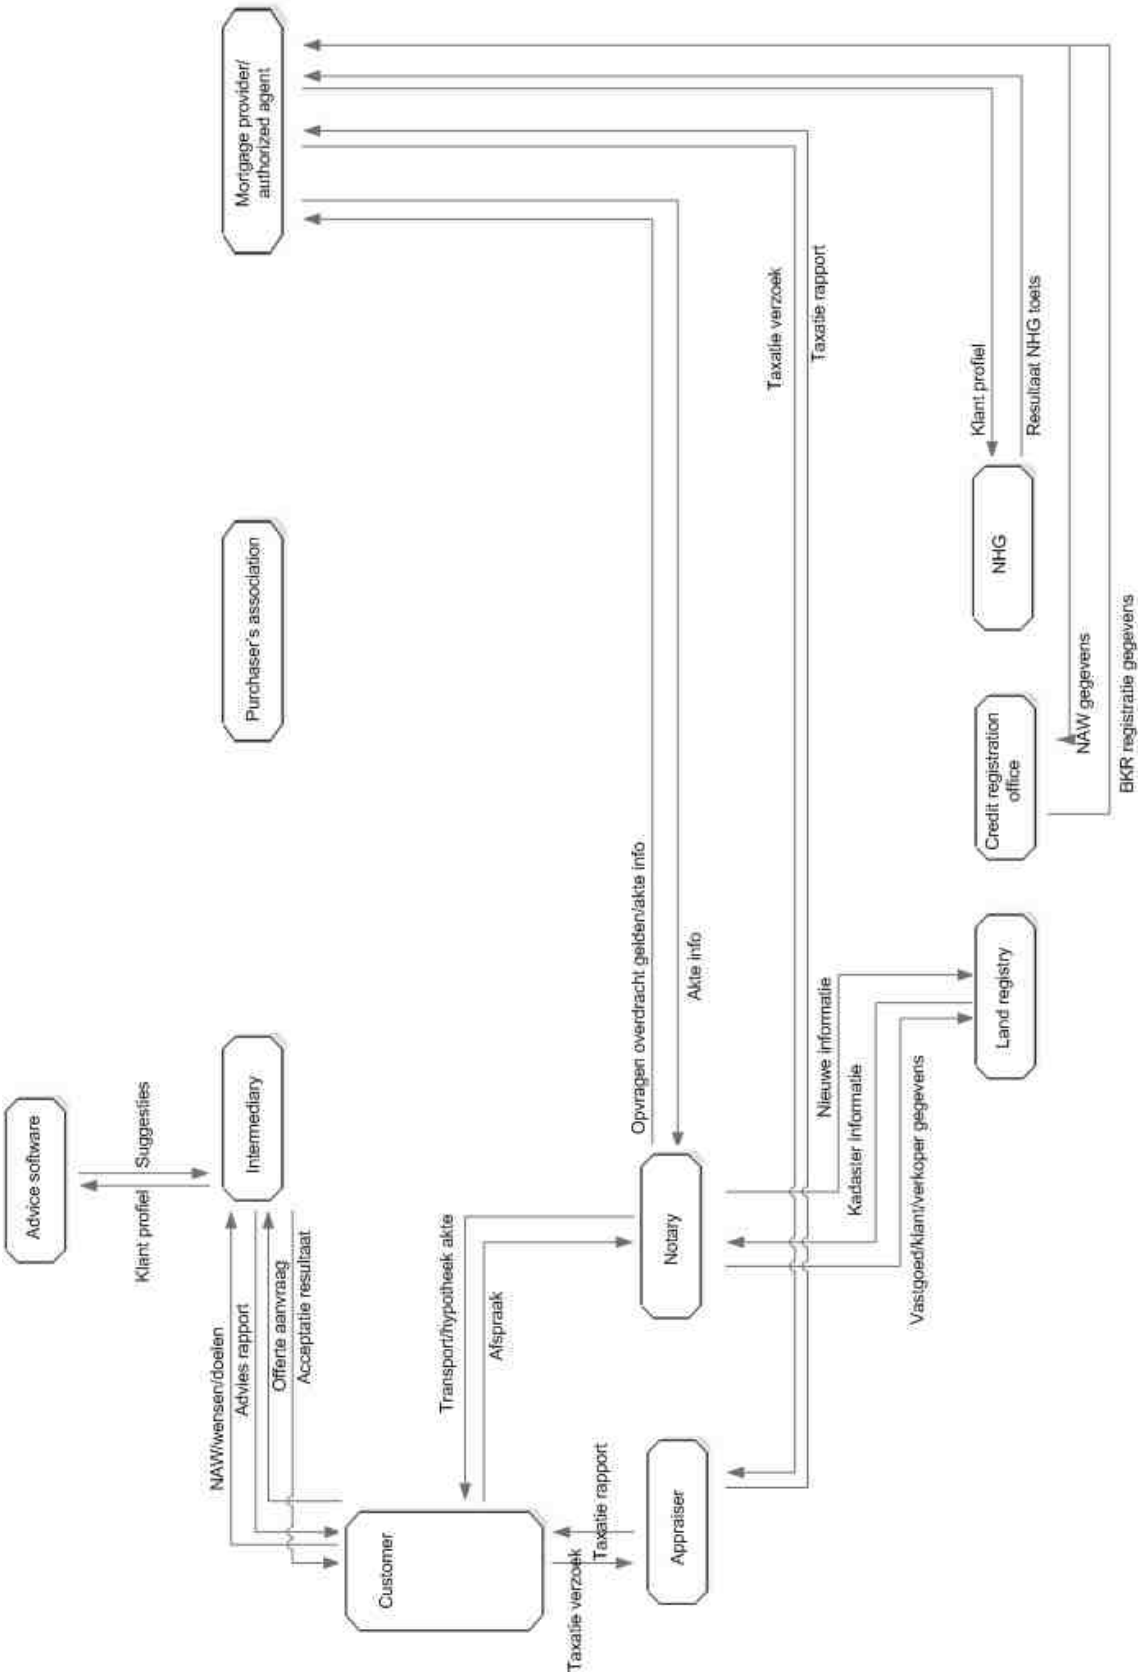 Advice software
Klant profiel
Suggesties
Intermediary
Purchaser's association
Mortgage provider/
authorized agent
NAW/wensen/doelen
Advies rapport
Offerte aanvraag
Acceptatie resultaat
Customer
Transport/hypotheek akte
Afspraak
Taxatie verzoek
Taxatie rapport
Appraiser
Notary
Opvragen overdracht gelden/akte info
Akte info
Taxatie verzoek
Taxatie rapport
Nieuwe informatie
Kadaster informatie
Vastgoed/klant/verkoper gegevens
Land registry
Credit registration
office
NHG
Klant profiel
Resultaat NHG toets
NAW gegevens
BKR registratie gegevens